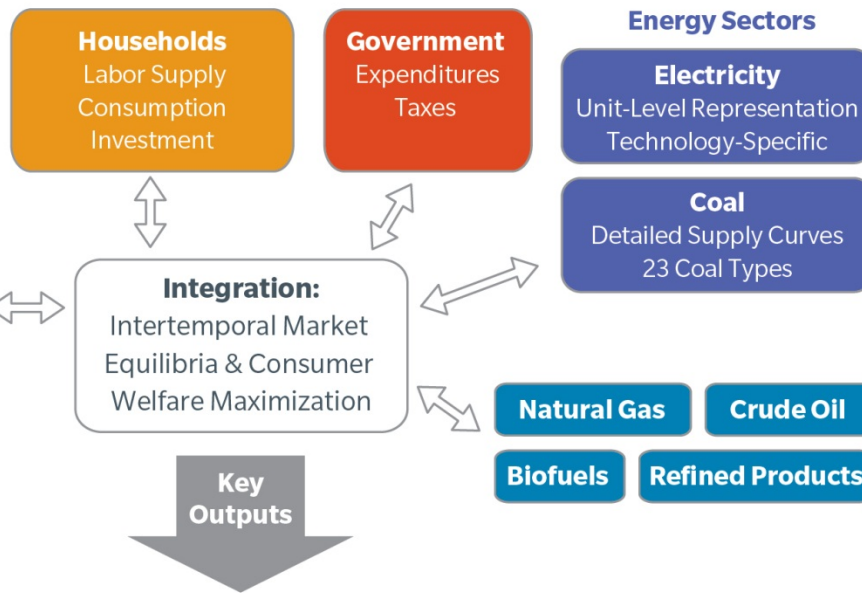 Households
Labor Supply
Consumption
Investment
Government
Expenditures
Taxes
Energy Sectors
Electricity
Unit-Level Representation
Technology-Specific
Coal
Detailed Supply Curves
23 Coal Types
Integration:
Intertemporal Market
Equilibria & Consumer
Welfare Maximization
Natural Gas
Crude Oil
Biofuels
Refined Products
Key
Outputs